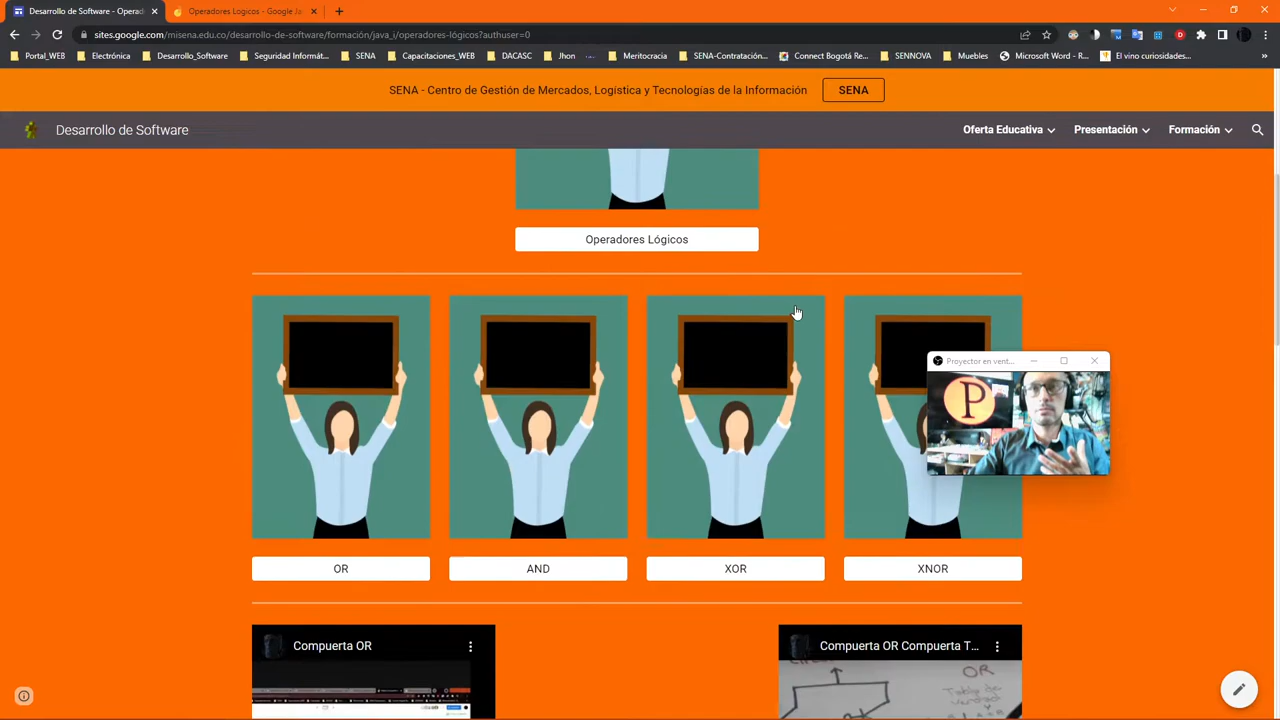 Desarrollo de Software - Operad
Operadores Logicos - Google Ja
sites.google.com/misena.edu.co/desarrollo-de-software/formación/java_i/operadores-lógicos?authuser=0
Portal_WEB
Electrónica
Desarrollo_Software
Seguridad Informát...
SENA
Capacitaciones_WEB
DACASC
Jhon
Meritocracia
SENA-Contratación...
Connect Bogotá Re...
SENNOVA
Muebles
Microsoft Word - R...
El vino curiosidades...
»
SENA - Centro de Gestión de Mercados, Logística y Tecnologías de la Información
SENA
Desarrollo de Software
Oferta Educativa
Presentación
Formación
Operadores Lógicos
Proyector en vent...
P
OR
AND
XOR
XNOR
Compuerta OR
Compuerta OR Compuerta T...
OR
Tabla de